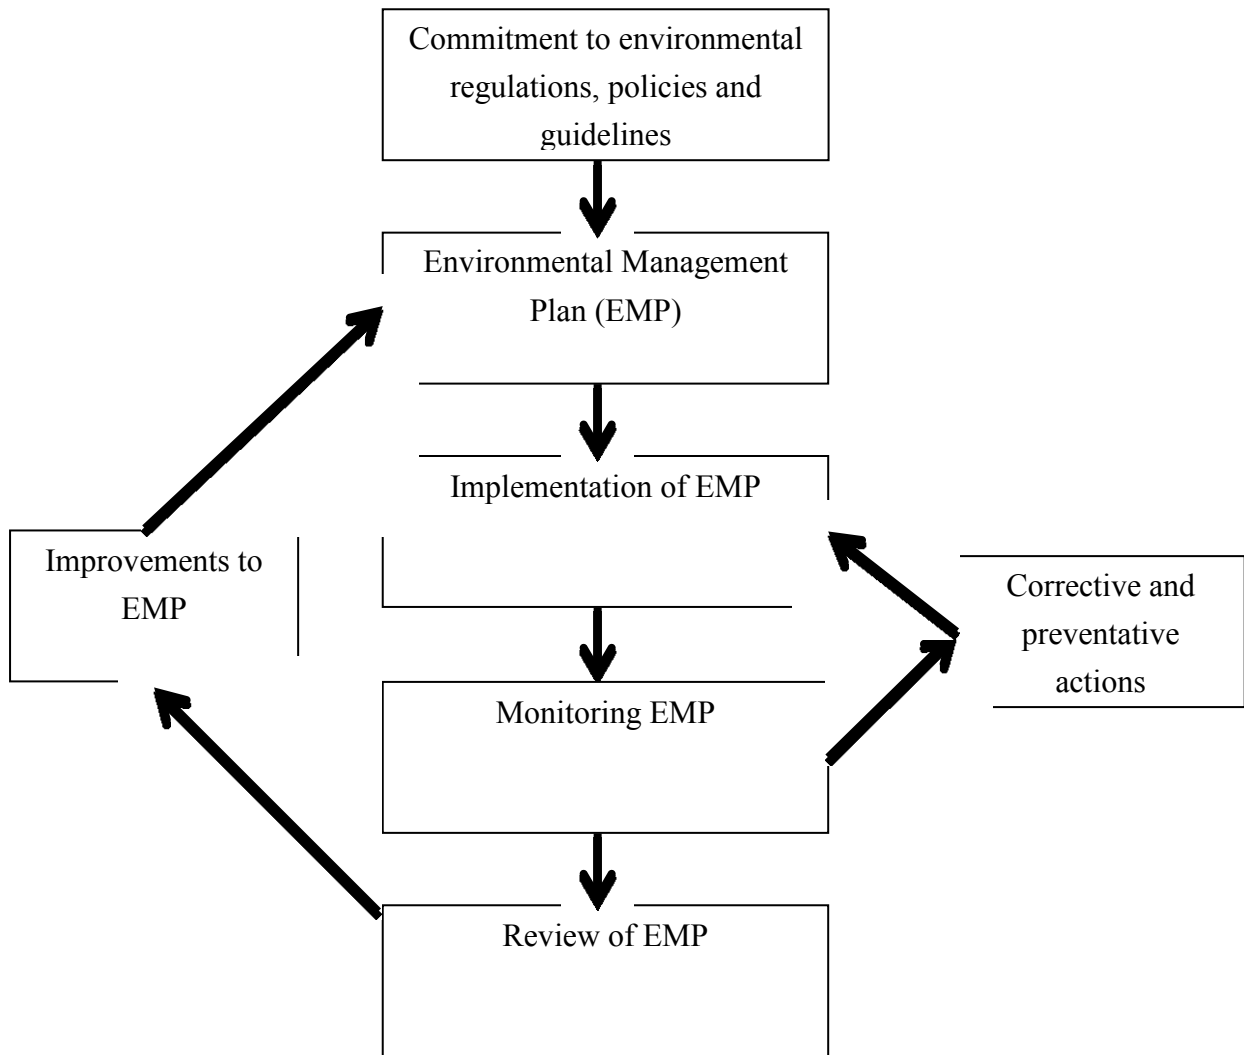 Commitment to environmental
regulations, policies and
guidelines
Environmental Management
Plan (EMP)
Implementation of EMP
Improvements to
EMP
Corrective and
preventative
actions
Monitoring EMP
Review of EMP